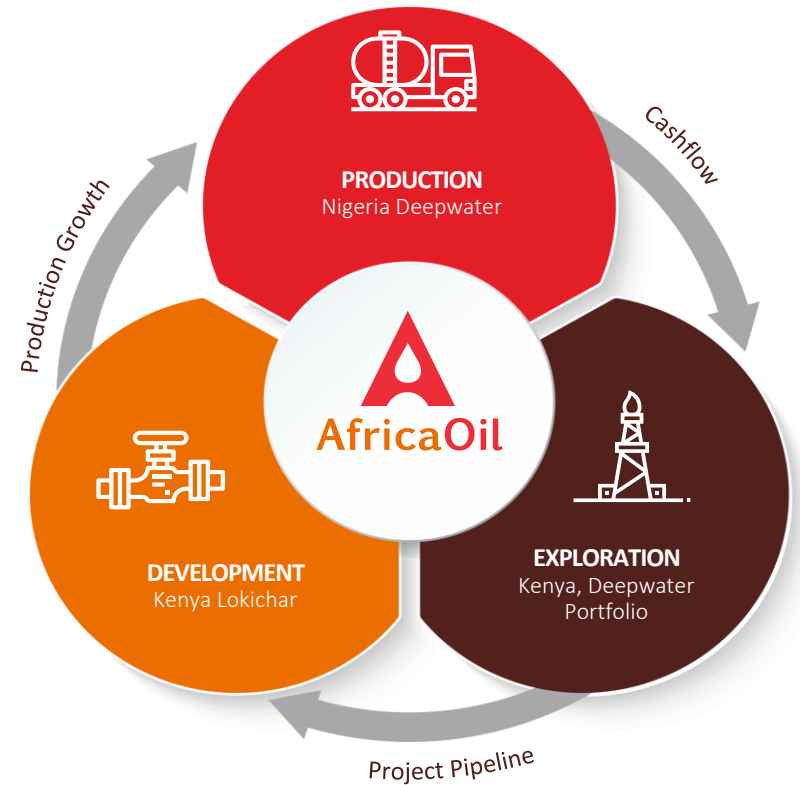 PRODUCTION
Nigeria Deepwater
Cashflow
Production Growth
AfricaOil
DEVELOPMENT
Kenya Lokichar
EXPLORATION
Kenya, Deepwater
Portfolio
Project Pipeline